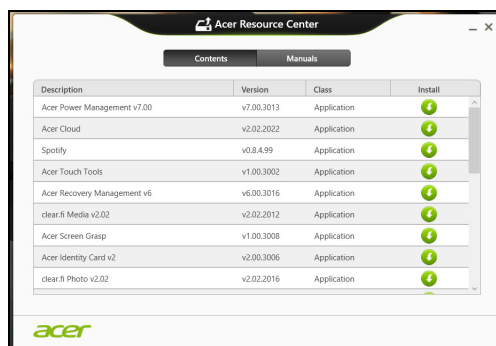 Acer Resource Center
Contents Manuals
Description Version Class Install
Acer Power Management v7.00 v7.00.3013 Application
Acer Cloud v2.02.2022 Application
Spotify v0.8.4.99 Application
Acer Touch Tools v1.00.3002 Application
Acer Recovery Management v6 v6.00.3016 Application
clear.fi Media v2.02 v2.02.2012 Application
Acer Screen Grasp v1.00.3008 Application
Acer Identity Card v2 v2.00.3006 Application
clear.fi Photo v2.02 v2.02.2016 Application
acer